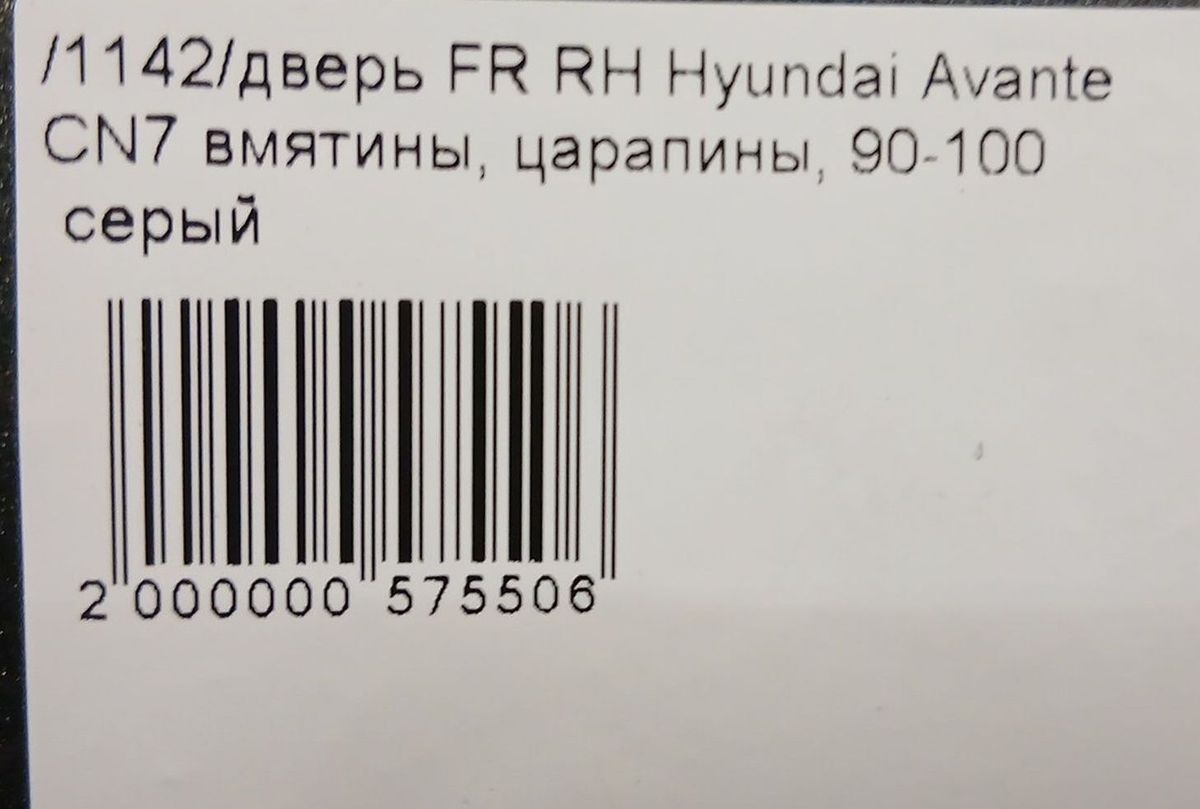 /1142/дверь FR RH Hyundai Avante
CN7 вмятины, царапины, 90-100
серый
2 000000 575506